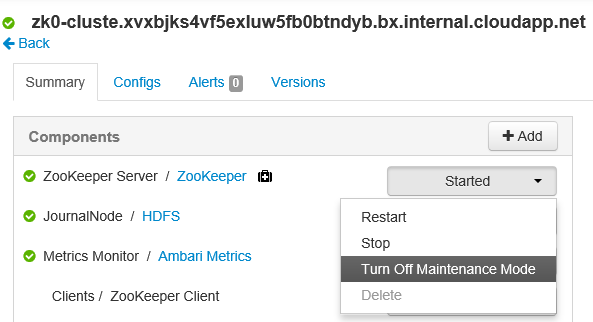 zk0-cluste.xvxbjks4vf5exluw5fb0btndyb.bx.internal.cloudapp.net
Back
Summary Configs Alerts 0 Versions
Components + Add
ZooKeeper Server / ZooKeeper Started
JournalNode / HDFS Restart
Stop
Metrics Monitor / Ambari Metrics Turn Off Maintenance Mode
Clients / ZooKeeper Client Delete